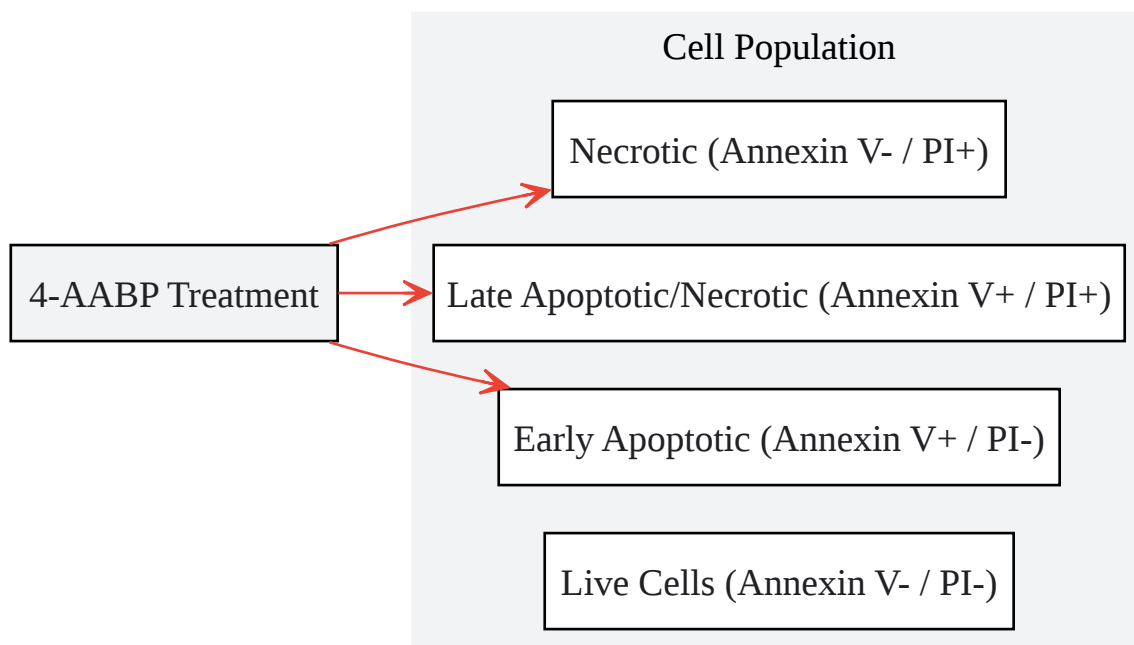 Cell Population
Necrotic (Annexin V- / PI+)
4-AABP Treatment
Late Apoptotic/Necrotic (Annexin V+ / PI+)
Early Apoptotic (Annexin V+ / PI-)
Live Cells (Annexin V- / PI-)